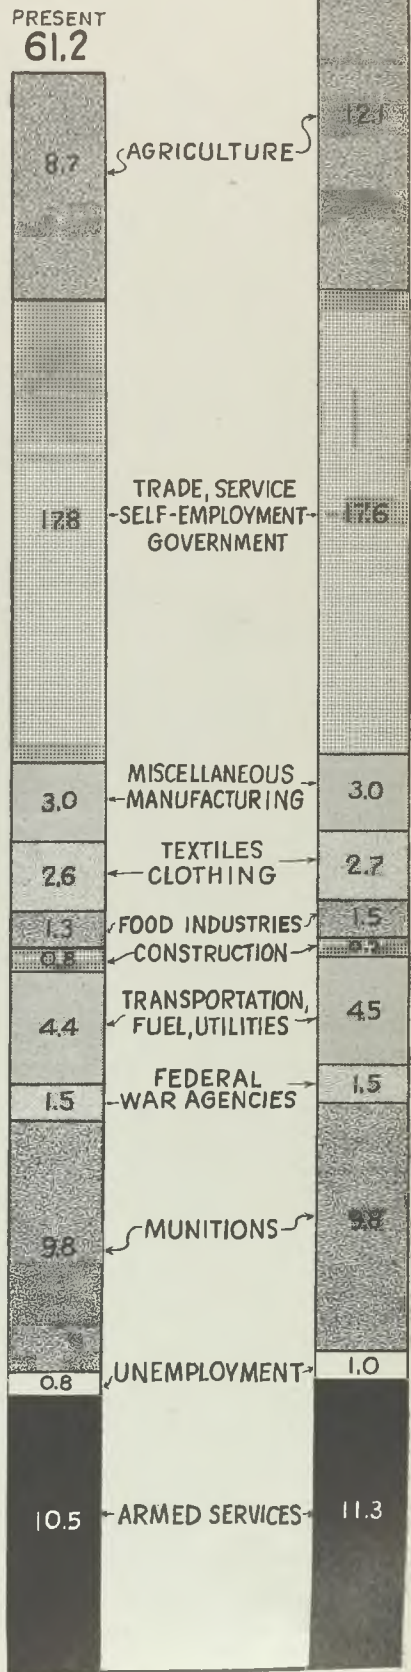 PRESENT
61.2
8.7
AGRICULTURE
12.1
17.8
TRADE, SERVICE
SELF-EMPLOYMENT
GOVERNMENT
17.6
3.0
MISCELLANEOUS
MANUFACTURING
3.0
2.6
TEXTILES
CLOTHING
2.7
1.3
FOOD INDUSTRIES
1.5
0.8
CONSTRUCTION
4.4
TRANSPORTATION,
FUEL, UTILITIES
4.5
1.5
FEDERAL
WAR AGENCIES
1.5
9.8
MUNITIONS
9.8
0.8
UNEMPLOYMENT
1.0
10.5
ARMED SERVICES
11.3